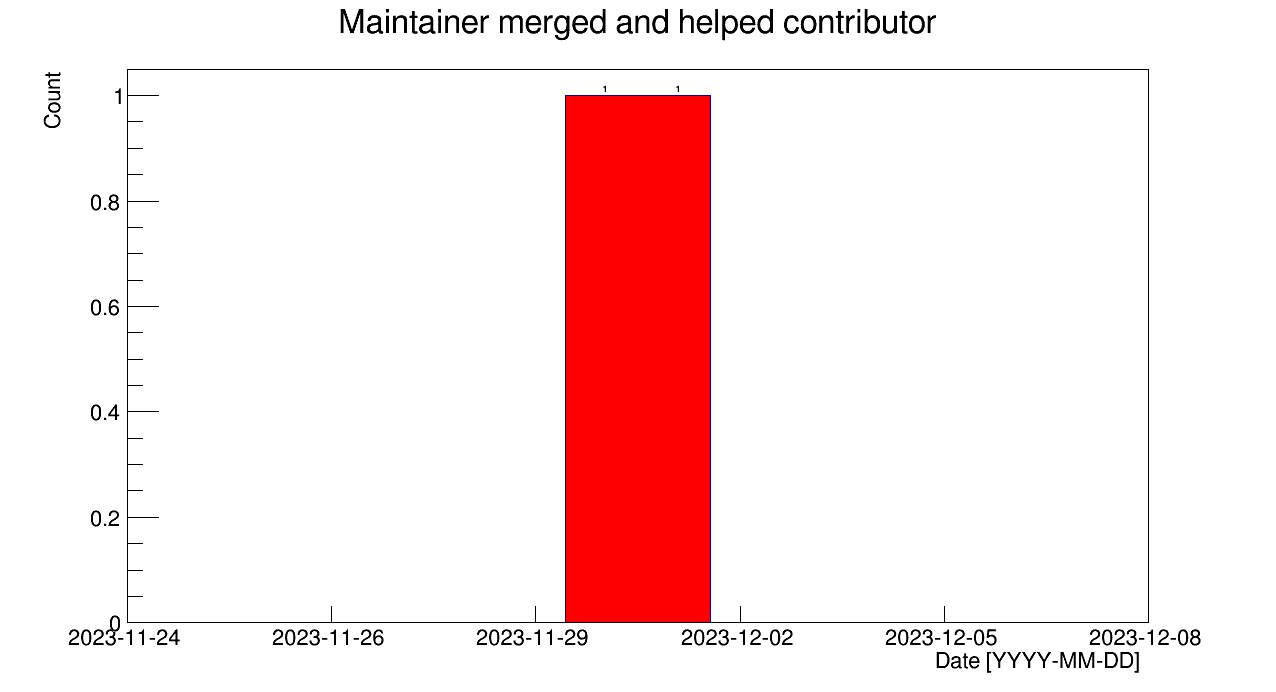 Maintainer merged and helped contributor
Count
1
1 1
0.8
0.6
0.4
0.2
0
2023-11-24 2023-11-26 2023-11-29 2023-12-02 2023-12-05 2023-12-08
Date [YYYY-MM-DD]